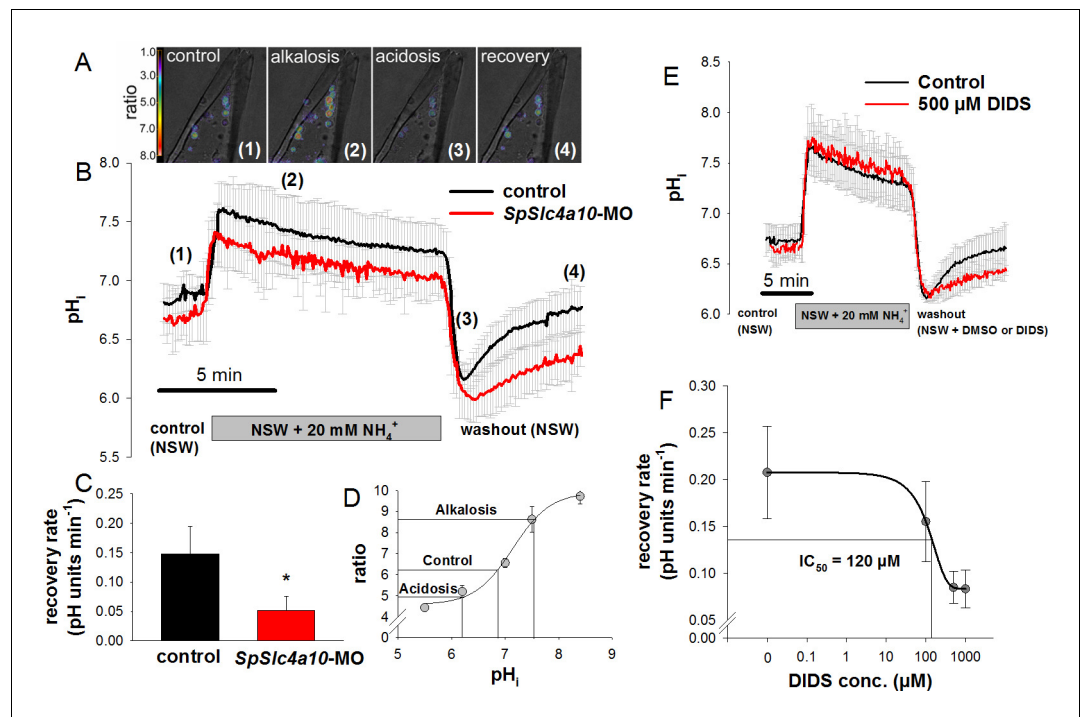 A
ratio
1.0
3.0
5.0
7.0
8.0
control
alkalosis
acidosis
recovery
(1)
(2)
(3)
(4)
B
pHi
8.0
7.5
7.0
6.5
6.0
5.5
(1)
(2)
(3)
(4)
control
SpSlc4a10-MO
5 min
control
(NSW)
NSW + 20 mM NH4+
washout (NSW)
C
recovery rate
(pH units min-1)
0.25
0.20
0.15
0.10
0.05
0.00
*
control
SpSlc4a10-MO
D
ratio
10
9
8
7
6
5
4
0
Alkalosis
Control
Acidosis
5 6 7 8 9
pHi
E
pHi
8.5
8.0
7.5
7.2
6.5
6.0
Control
500 µM DIDS
5 min
control
(NSW)
NSW + 20 mM NH4+
washout
(NSW + DMSO or DIDS)
F
recovery rate
(pH units min-1)
0.30
0.25
0.20
0.15
0.10
0.05
0.00
IC50 = 120 µM
0 0.1 1 10 100 1000
DIDS conc. (µM)